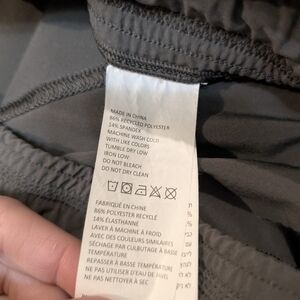 MADE IN CHINA
86% RECYCLED POLYESTER
14% SPANDEX
MACHINE WASH COLD
WITH LIKE COLORS
TUMBLE DRY LOW
IRON LOW
DO NOT BLEACH
DO NOT DRY CLEAN
FABRIQUÉ EN CHINE
86% POLYESTER RECYCLÉ
14% ÉLASTHANNE
LAVER À MACHINE À FROID
AVEC DES COULEURS SIMILAIRES
SÉCHAGE PAR CULBUTAGE À BASSE
TEMPÉRATURE
REPASSER À BASSE TEMPÉRATURE
NE PAS UTILISER D'EAU DE JAVEL
NE PAS NETTOYER À SEC